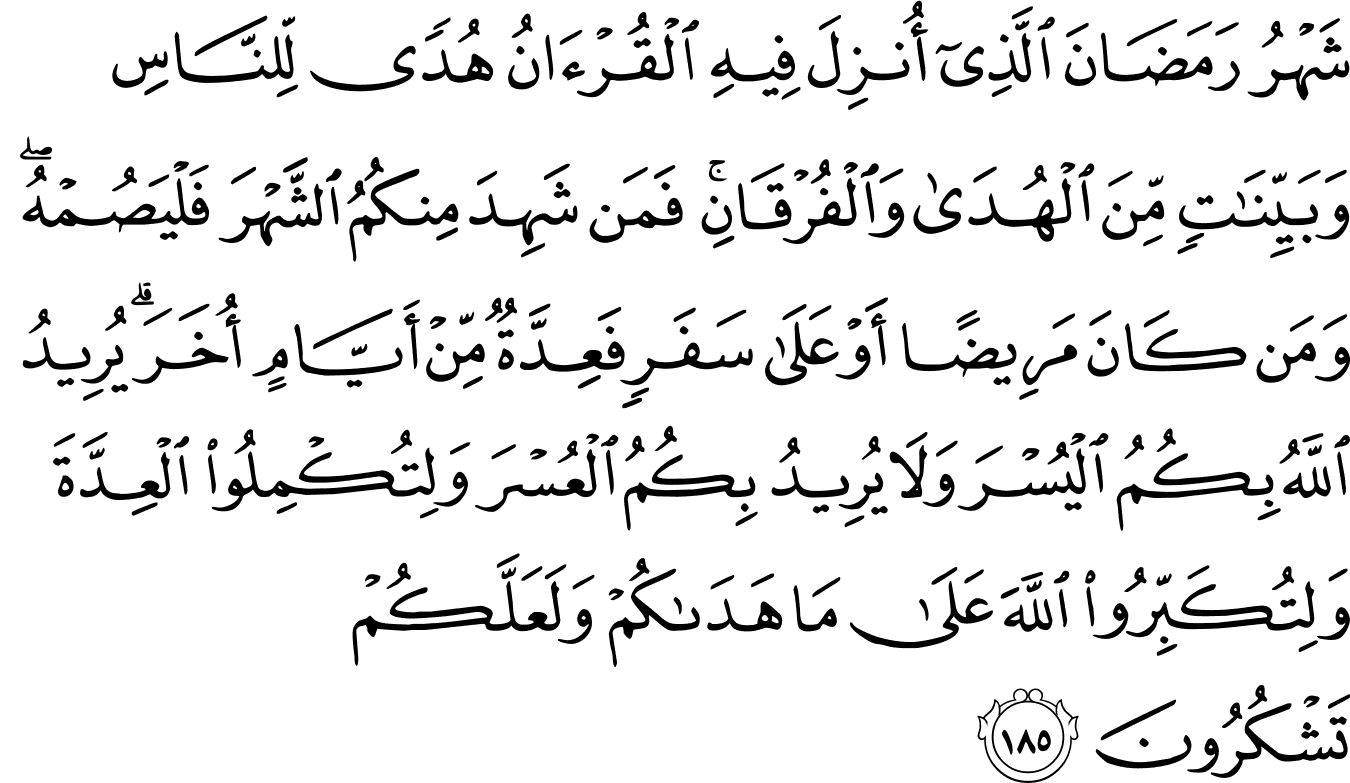 شَهْرُ رَمَضَانَ ٱلَّذِىٓ أُنزِلَ فِيهِ ٱلْقُرْءَانُ هُدًى لِّلنَّاسِ
وَبَيِّنَـٰتٍ مِّنَ ٱلْهُدَىٰ وَٱلْفُرْقَانِ ۚ فَمَن شَهِدَ مِنكُمُ ٱلشَّهْرَ فَلْيَصُمْهُ ۖ
وَمَن كَانَ مَرِيضًا أَوْ عَلَىٰ سَفَرٍ فَعِدَّةٌ مِّنْ أَيَّامٍ أُخَرَ ۗ يُرِيدُ
ٱللَّهُ بِكُمُ ٱلْيُسْرَ وَلَا يُرِيدُ بِكُمُ ٱلْعُسْرَ وَلِتُكْمِلُوا۟ ٱلْعِدَّةَ
وَلِتُكَبِّرُوا۟ ٱللَّهَ عَلَىٰ مَا هَدَىٰكُمْ وَلَعَلَّكُمْ
تَشْكُرُونَ ١٨٥